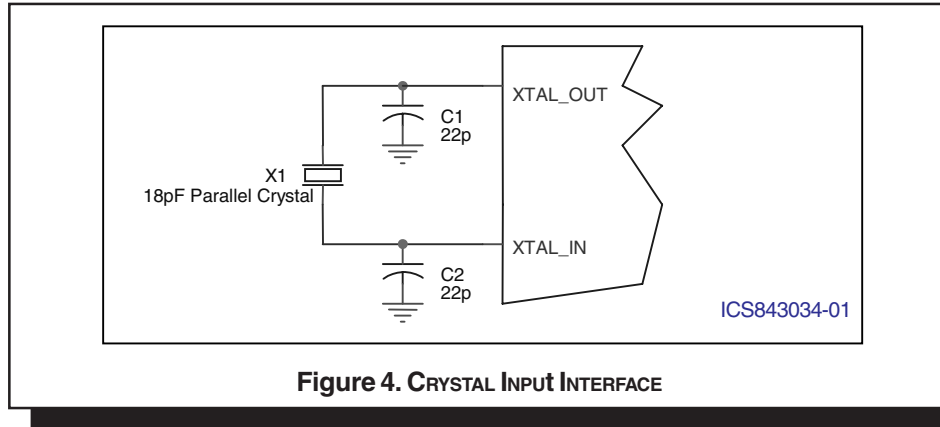 XTAL_OUT
C1
22p
X1
18pF Parallel Crystal
XTAL_IN
C2
22p
ICS843034-01
Figure 4. CRYSTAL INPUt INTERFACE